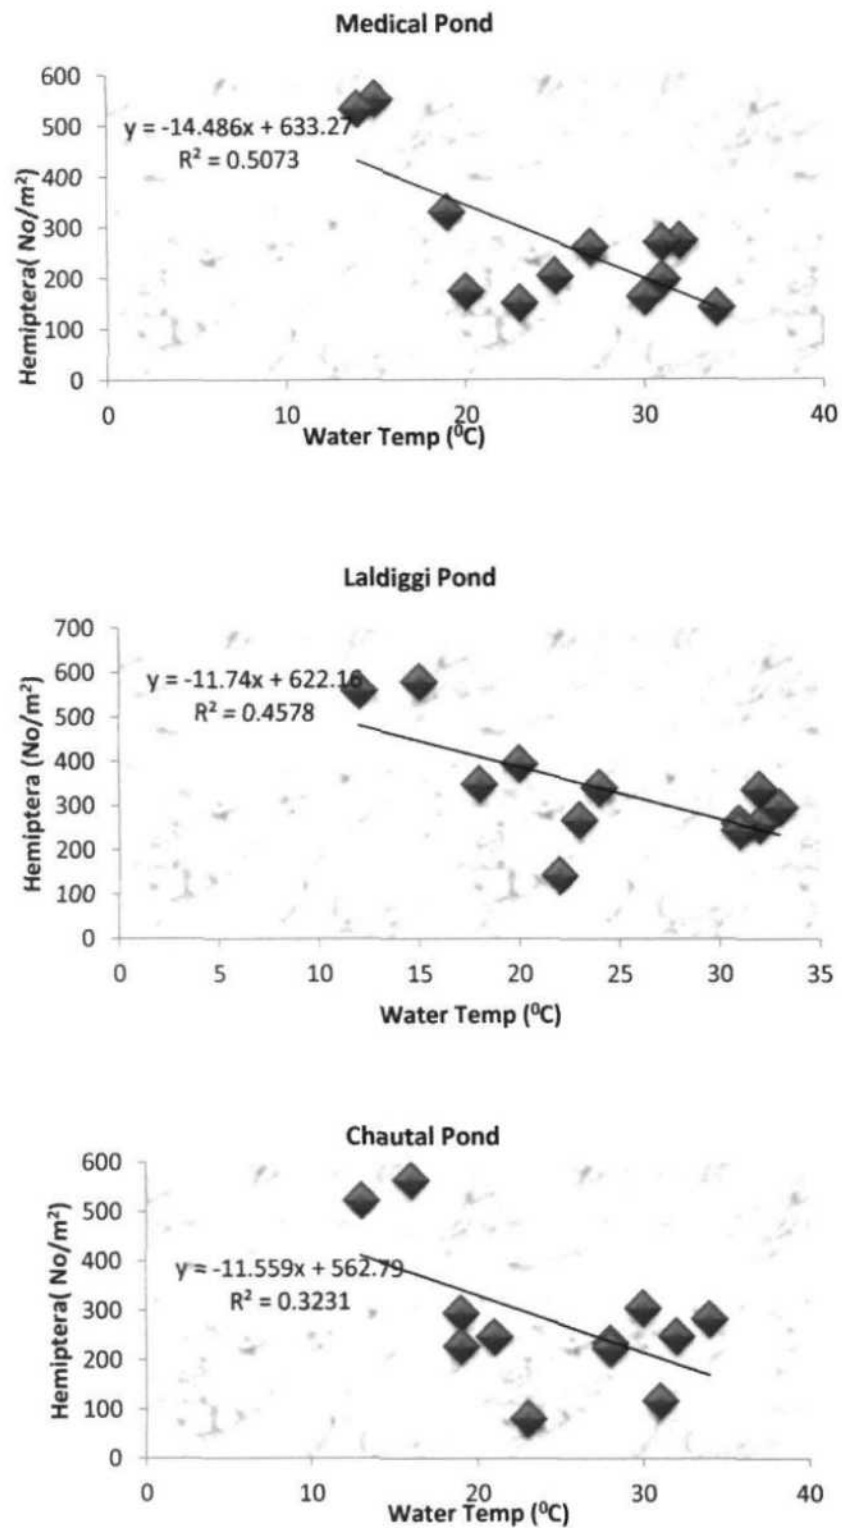 Medical Pond
600
500
400
300
200
100
0
y = -14.486x + 633.27
R² = 0.5073
Hemiptera( No/m²)
0 10 20 30 40
Water Temp (⁰C)
Laldiggi Pond
700
600
500
400
300
200
100
0
y = -11.74x + 622.16
R² = 0.4578
Hemiptera (No/m²)
0 5 10 15 20 25 30 35
Water Temp (⁰C)
Chautal Pond
600
500
400
300
200
100
0
y = -11.559x + 562.79
R² = 0.3231
Hemiptera( No/m²)
0 10 20 30 40
Water Temp (⁰C)